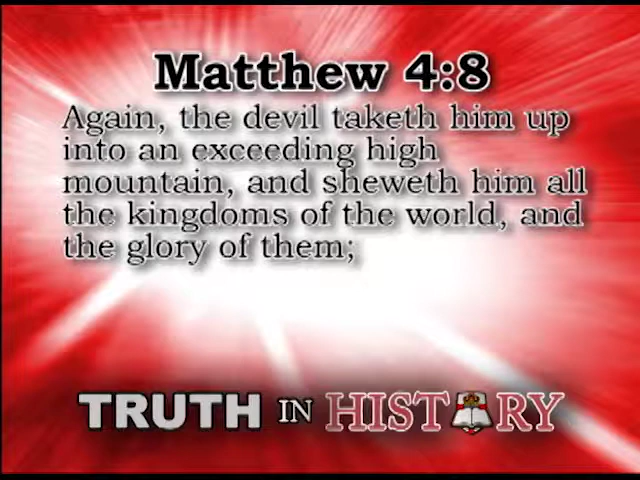 Matthew 4:8
Again, the devil taketh him up
into an exceeding high
mountain, and sheweth him all
the kingdoms of the world, and
the glory of them;
TRUTH IN HISTORY